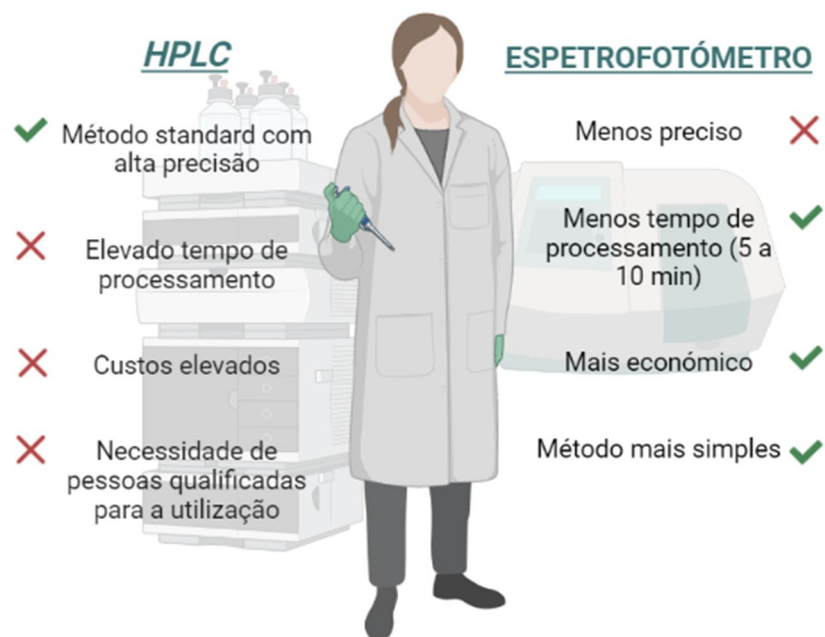 HPLC
Método standard com
alta precisão
Elevado tempo de
processamento
Custos elevados
Necessidade de
pessoas qualificadas
para a utilização
ESPETROFOTÓMETRO
Menos preciso
Menos tempo de
processamento (5 a
10 min)
Mais económico
Método mais simples